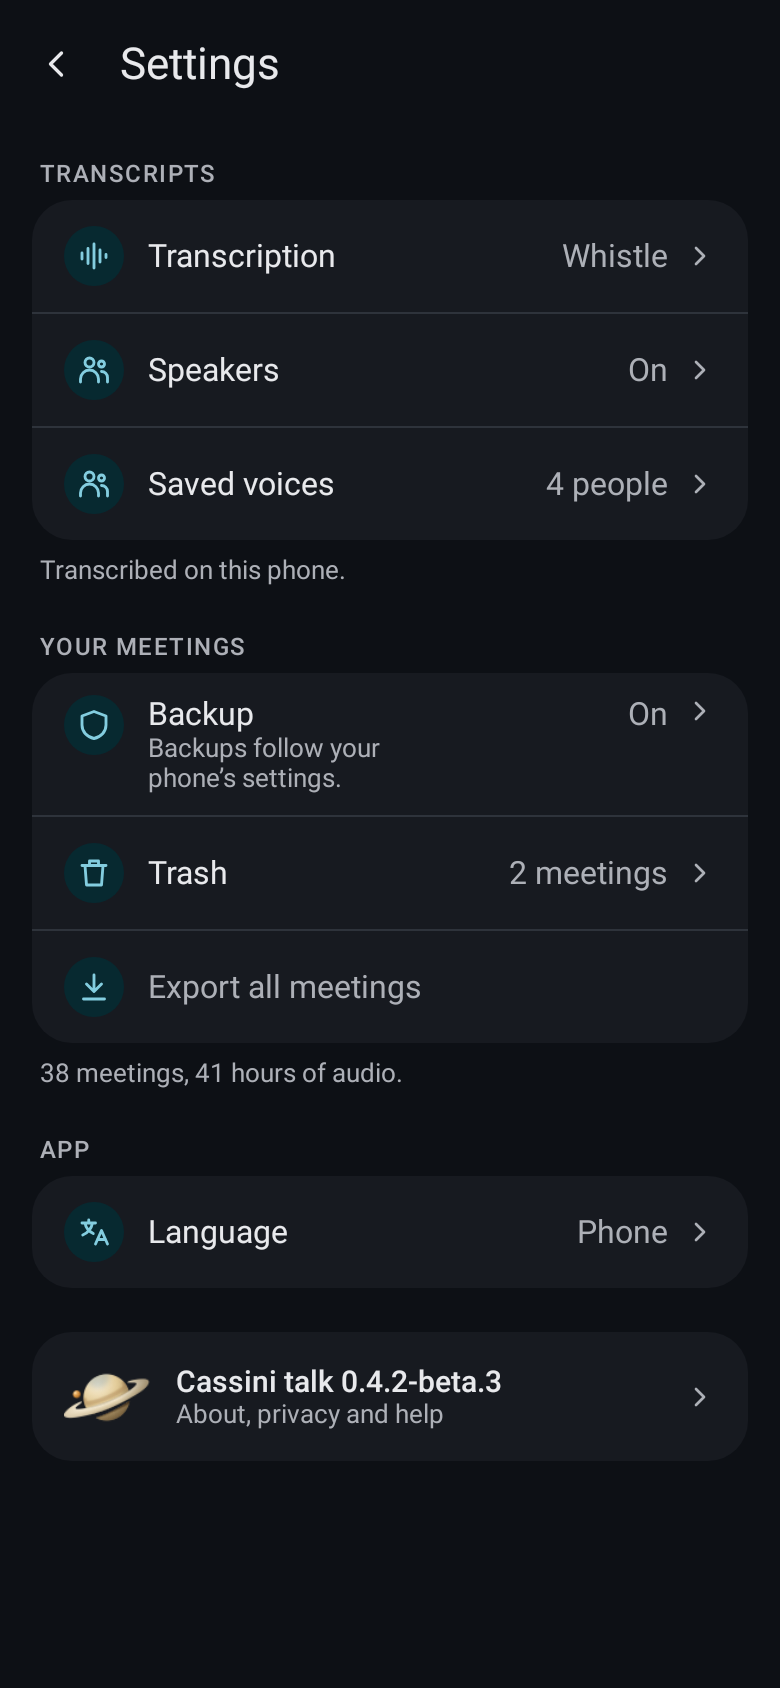 Settings
TRANSCRIPTS
Transcription Whistle
Speakers On
Saved voices 4 people
Transcribed on this phone.
YOUR MEETINGS
Backup On
Backups follow your
phone’s settings.
Trash 2 meetings
Export all meetings
38 meetings, 41 hours of audio.
APP
Language Phone
Cassini talk 0.4.2-beta.3
About, privacy and help